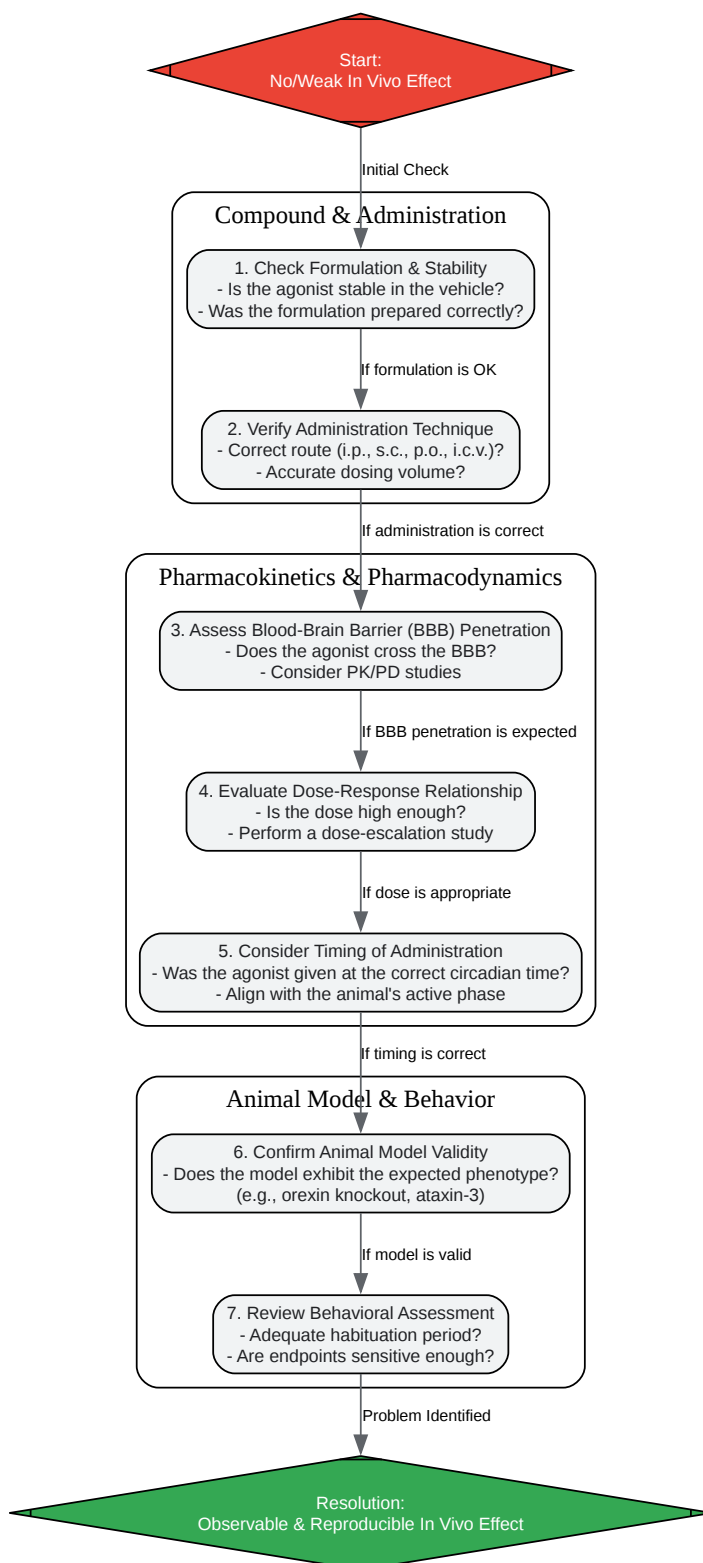 Start:
No/Weak In Vivo Effect
Initial Check
Compound & Administration
1. Check Formulation & Stability
- Is the agonist stable in the vehicle?
- Was the formulation prepared correctly?
If formulation is OK
2. Verify Administration Technique
- Correct route (i.p., s.c., p.o., i.c.v.)?
- Accurate dosing volume?
If administration is correct
Pharmacokinetics & Pharmacodynamics
3. Assess Blood-Brain Barrier (BBB) Penetration
- Does the agonist cross the BBB?
- Consider PK/PD studies
If BBB penetration is expected
4. Evaluate Dose-Response Relationship
- Is the dose high enough?
- Perform a dose-escalation study
If dose is appropriate
5. Consider Timing of Administration
- Was the agonist given at the correct circadian time?
- Align with the animal's active phase
If timing is correct
Animal Model & Behavior
6. Confirm Animal Model Validity
- Does the model exhibit the expected phenotype?
(e.g., orexin knockout, ataxin-3)
If model is valid
7. Review Behavioral Assessment
- Adequate habituation period?
- Are endpoints sensitive enough?
Problem Identified
Resolution:
Observable & Reproducible In Vivo Effect